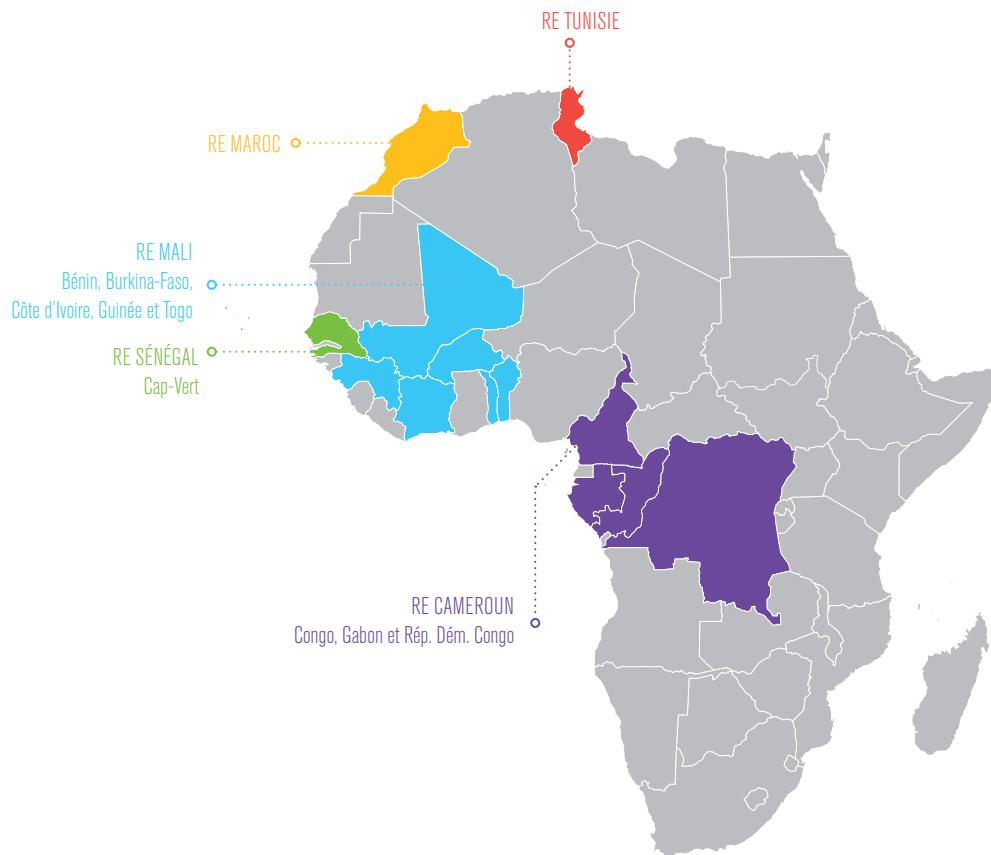 RE TUNISIE
RE MAROC
RE MALI
Bénin, Burkina-Faso,
Côte d'Ivoire, Guinée et Togo
RE SÉNÉGAL
Cap-Vert
RE CAMEROUN
Congo, Gabon et Rép. Dém. Congo